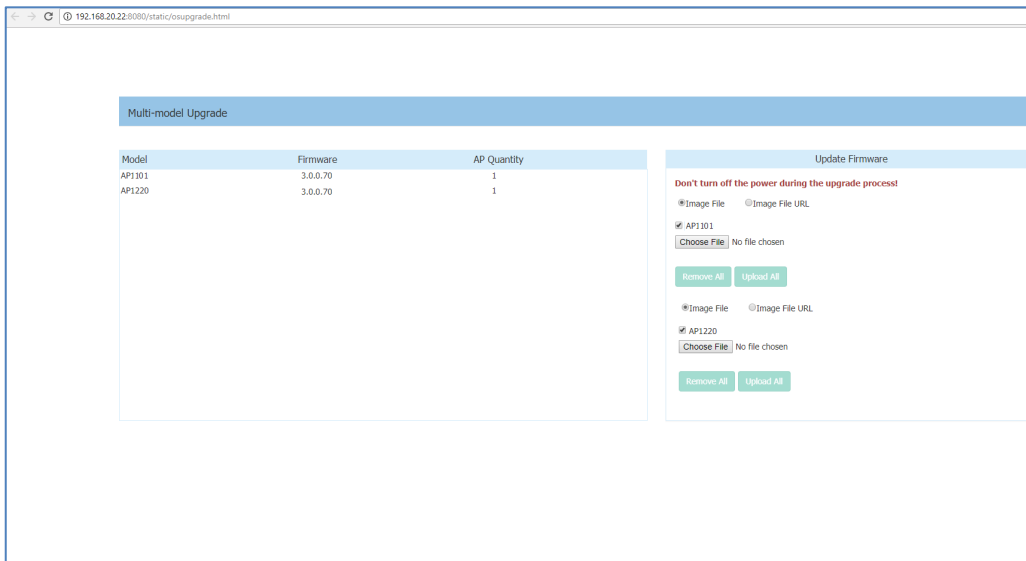 192.168.20.22:8080/static/osupgrade.html
Multi-model Upgrade
Model Firmware AP Quantity
AP1101 3.0.0.70 1
AP1220 3.0.0.70 1
Update Firmware
Don't turn off the power during the upgrade process!
Image File Image File URL
AP1101
Choose File No file chosen
Remove All Upload All
Image File Image File URL
AP1220
Choose File No file chosen
Remove All Upload All